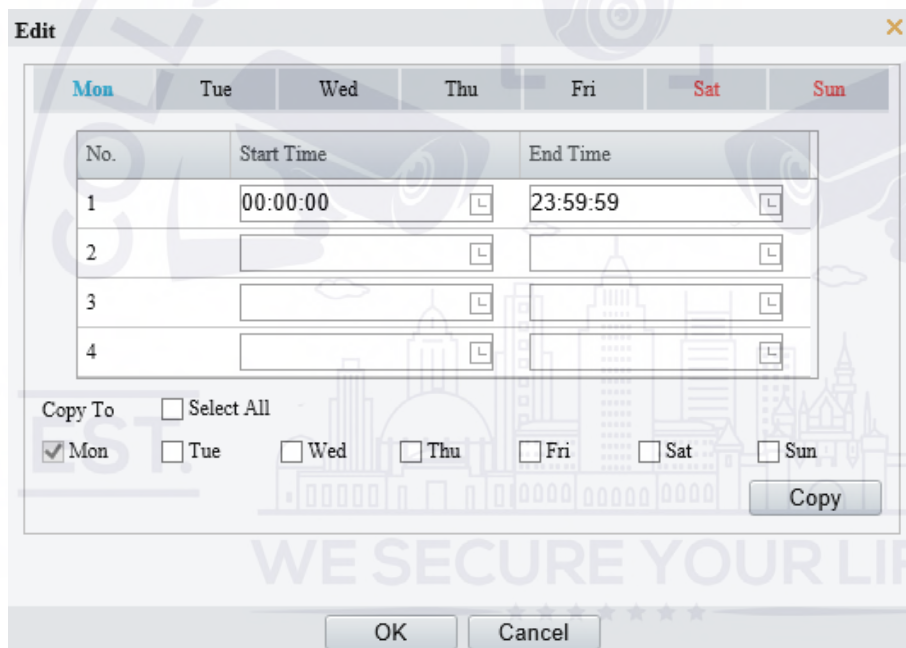 Edit
Mon Tue Wed Thu Fri Sat Sun
No. Start Time End Time
1 00:00:00 23:59:59
2
3
4
Copy To Select All
Mon Tue Wed Thu Fri Sat Sun
Copy
EST.
WE SECURE YOUR
OK Cancel